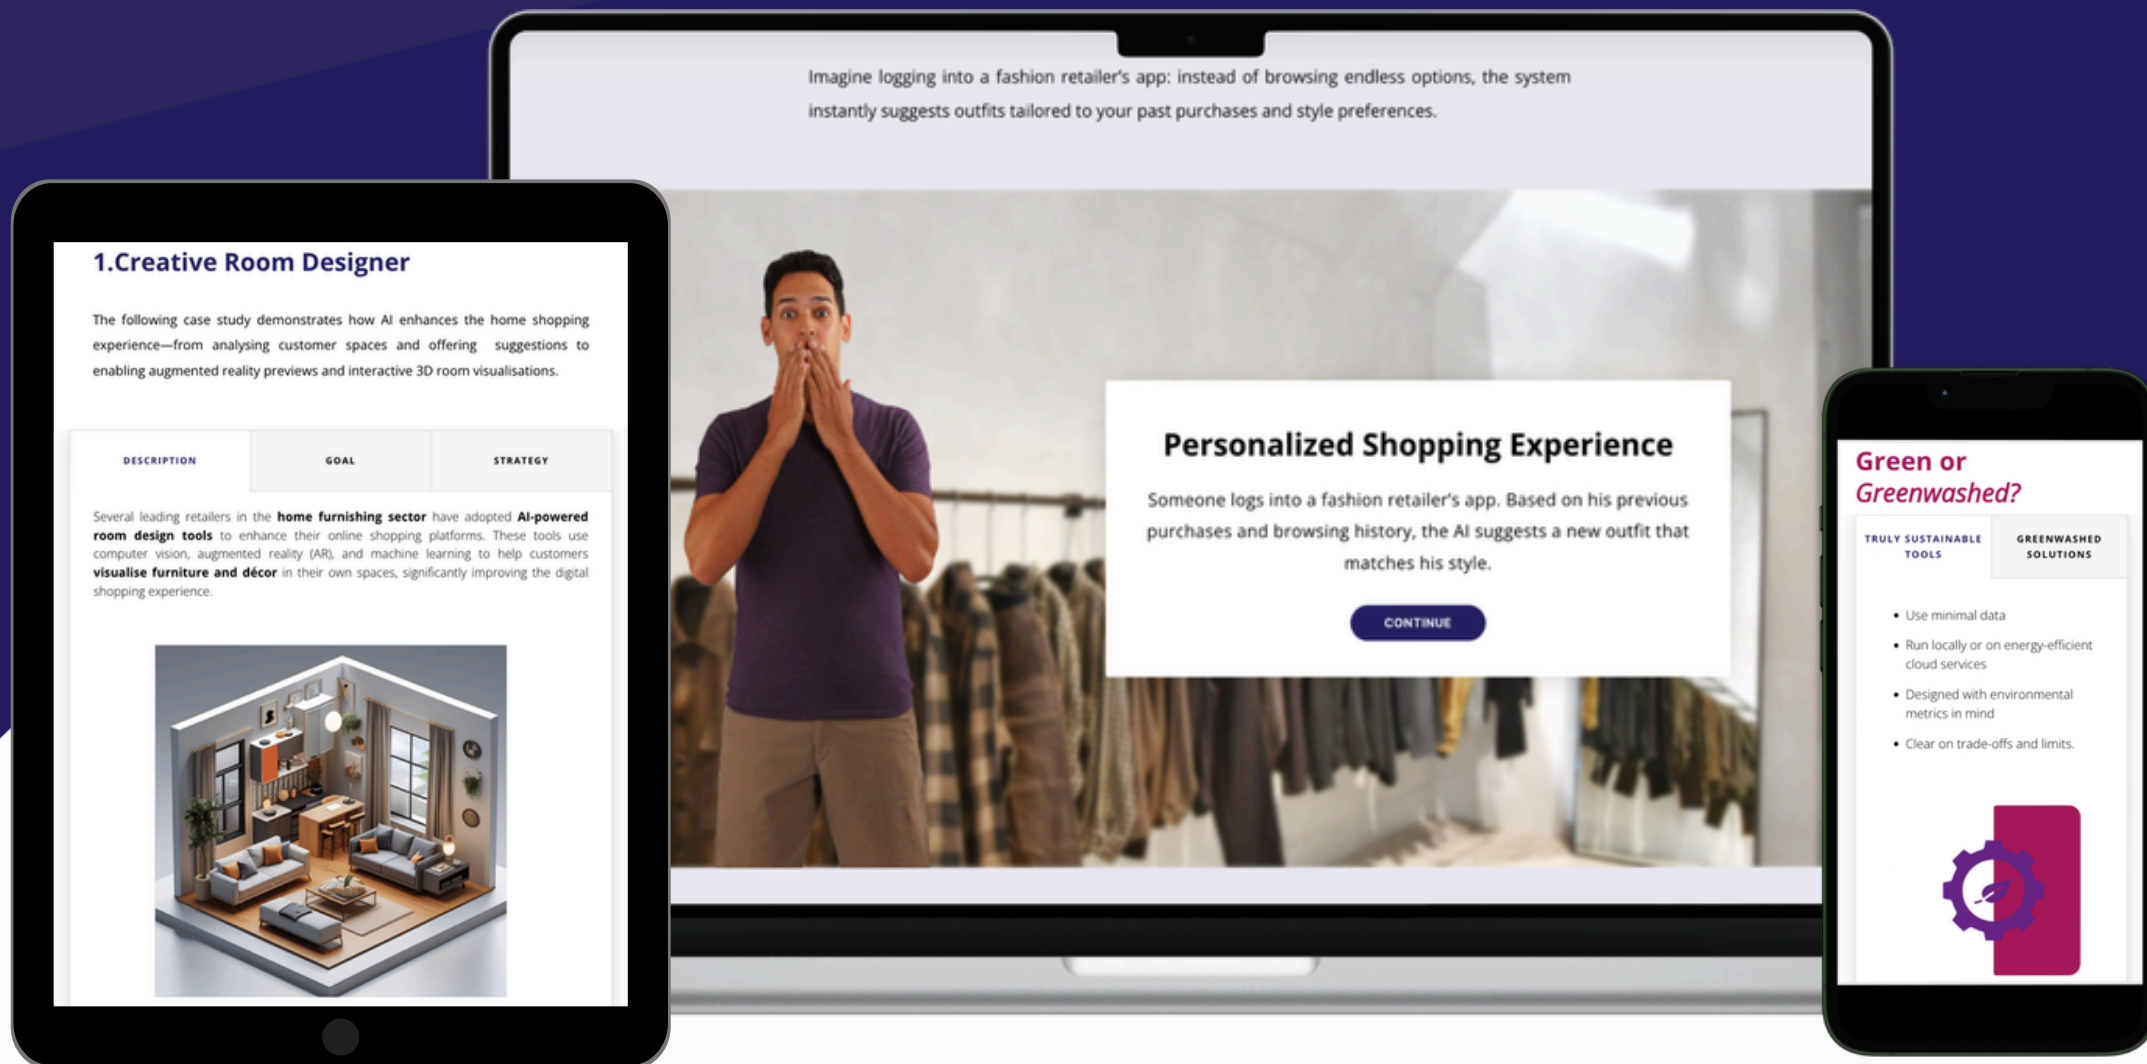 Imagine logging into a fashion retailer's app: instead of browsing endless options, the system
instantly suggests outfits tailored to your past purchases and style preferences.
1.Creative Room Designer
The following case study demonstrates how AI enhances the home shopping
experience—from analysing customer spaces and offering suggestions to
enabling augmented reality previews and interactive 3D room visualisations.
DESCRIPTION
GOAL
STRATEGY
Several leading retailers in the home furnishing sector have adopted AI-powered
room design tools to enhance their online shopping platforms. These tools use
computer vision, augmented reality (AR), and machine learning to help customers
visualise furniture and décor in their own spaces, significantly improving the digital
shopping experience.
Personalized Shopping Experience
Someone logs into a fashion retailer's app. Based on his previous
purchases and browsing history, the AI suggests a new outfit that
matches his style.
CONTINUE
Green or
Greenwashed?
TRULY SUSTAINABLE
TOOLS
GREENWASHED
SOLUTIONS
• Use minimal data
• Run locally or on energy-efficient
cloud services
• Designed with environmental
metrics in mind
• Clear on trade-offs and limits.